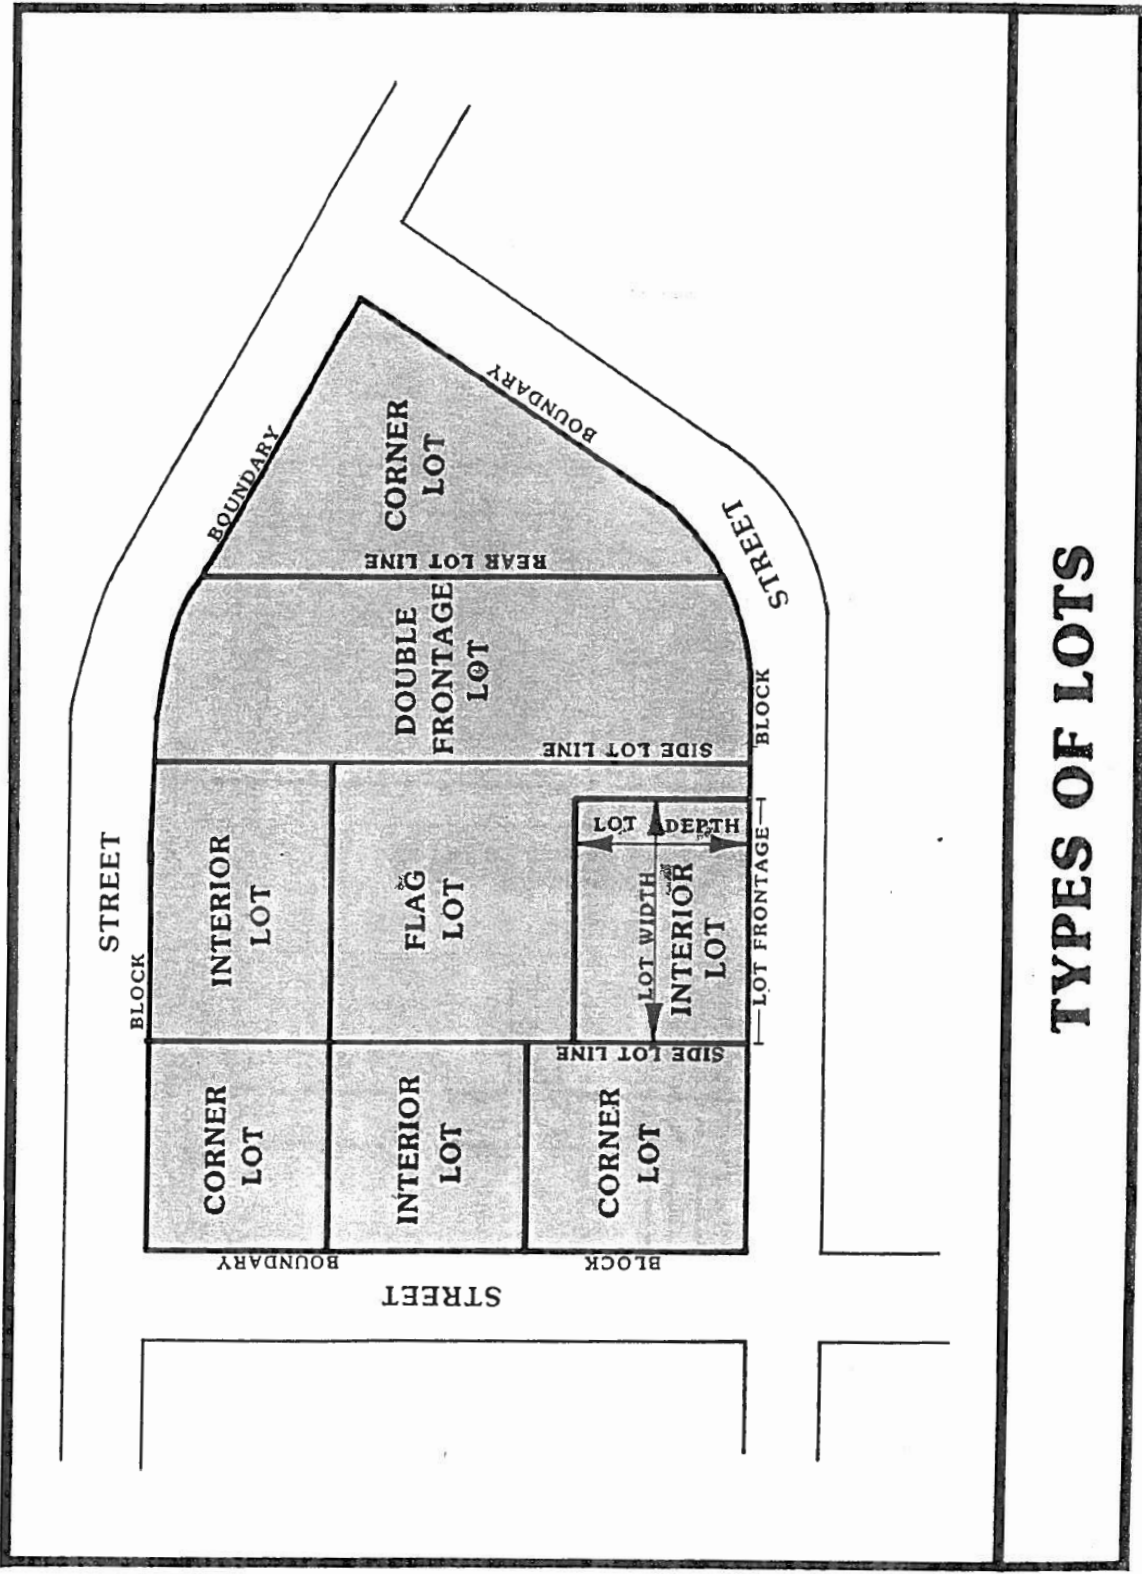 STREET
BLOCK
BOUNDARY
BOUNDARY
CORNER
LOT
INTERIOR
LOT
DOUBLE
FRONTAGE
LOT
CORNER
LOT
REAR LOT LINE
BOUNDARY
STREET
BLOCK
STREET
INTERIOR
LOT
FLAG
LOT
SIDE LOT LINE
CORNER
LOT
SIDE LOT LINE
LOT DEPTH
LOT WIDTH
INTERIOR
LOT
LOT FRONTAGE
BLOCK
TYPES OF LOTS